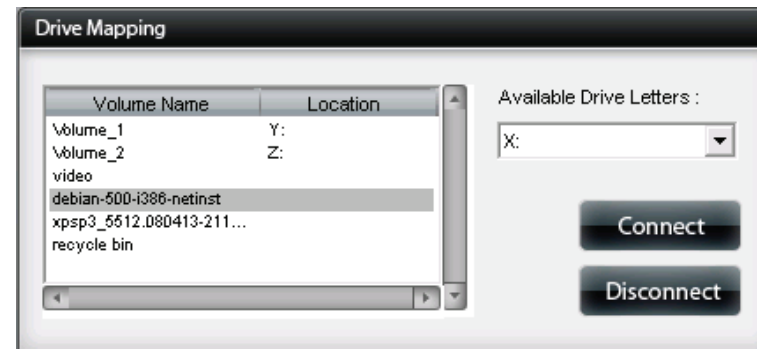 Drive Mapping
Volume Name Location
Volume_1 Y:
Volume_2 Z:
video
debian-500-i386-netinst
xpsp3_5512.080413-211...
recycle bin
Available Drive Letters :
X:
Connect
Disconnect